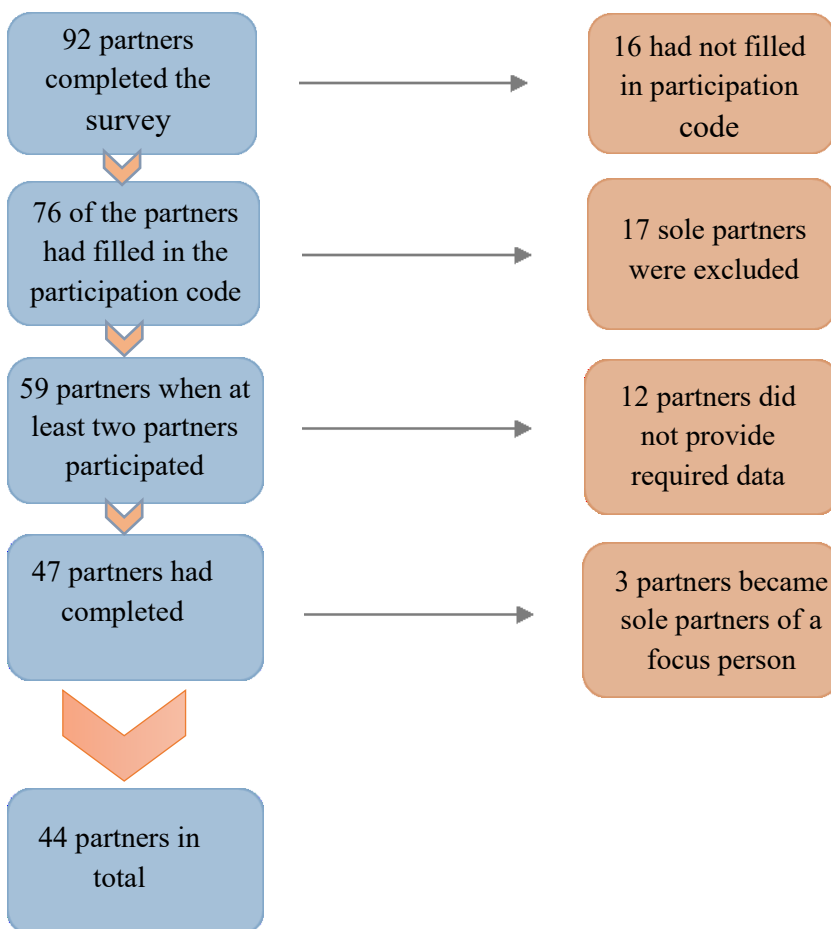 92 partners
completed the
survey
16 had not filled
in participation
code
76 of the partners
had filled in the
participation code
17 sole partners
were excluded
59 partners when at
least two partners
participated
12 partners did
not provide
required data
47 partners had
completed
3 partners became
sole partners of a
focus person
44 partners in
total